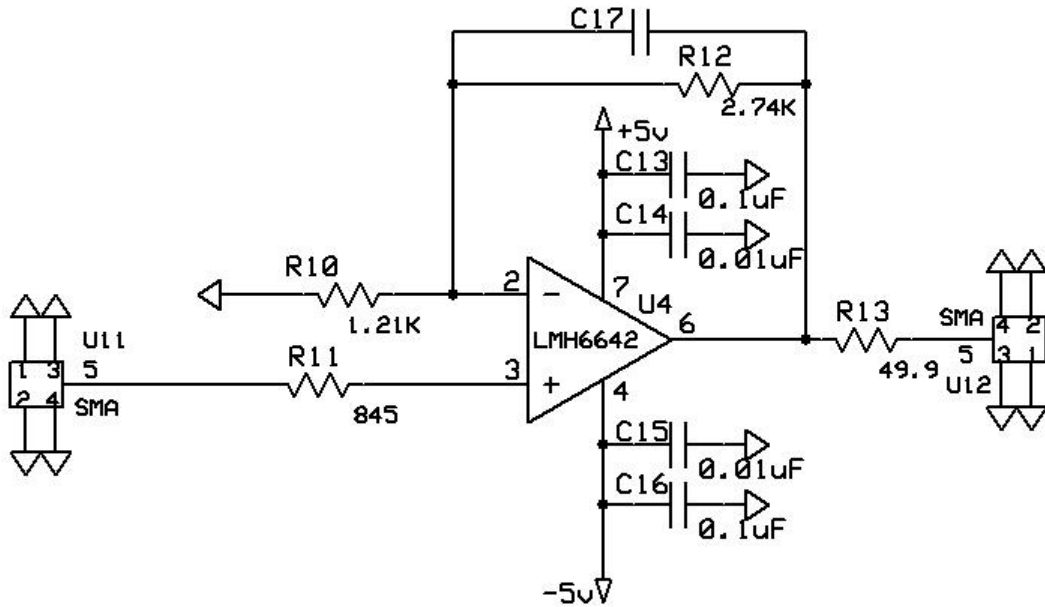 C17
R12
2.74K
+5v
C13
0.1uF
C14
0.01uF
R10
1.21K
2
-
7
U4
LMH6642
6
R13
49.9
SMA
4 2
5
3 1
U12
U11
1 3
5
2 4
SMA
R11
845
3
+
4
C15
0.01uF
C16
0.1uF
-5v